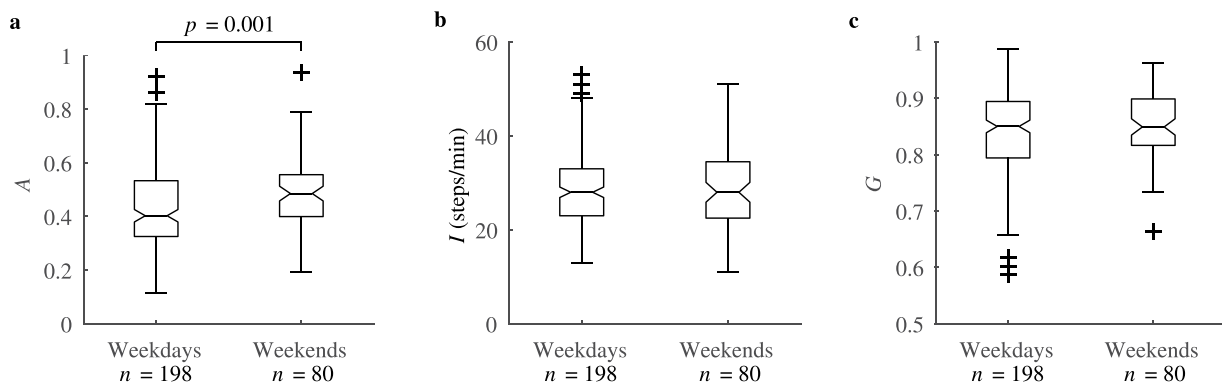 a
p = 0.001
1
0.8
0.6
0.4
0.2
0
A
Weekdays
n = 198
Weekends
n = 80
b
60
40
20
0
I (steps/min)
Weekdays
n = 198
Weekends
n = 80
c
1
0.9
0.8
0.7
0.6
0.5
G
Weekdays
n = 198
Weekends
n = 80